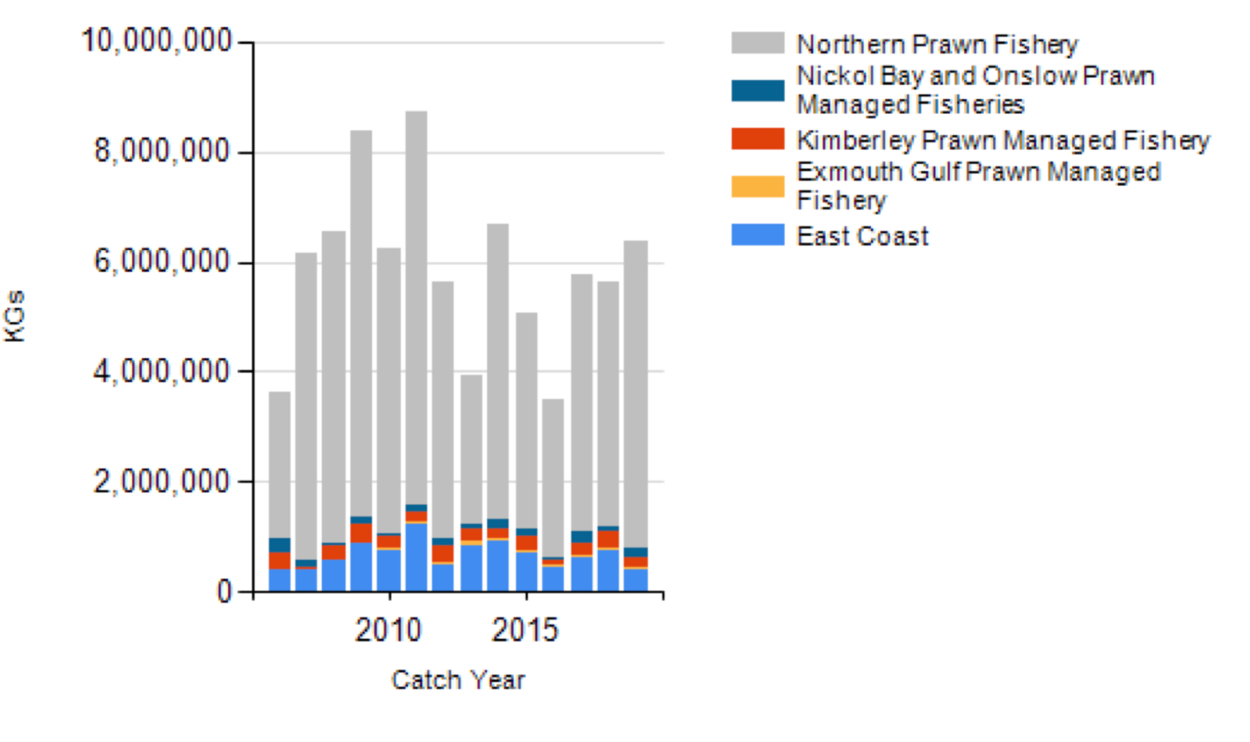 10,000,000
8,000,000
6,000,000
4,000,000
2,000,000
0
KGs
2010
2015
Catch Year
Northern Prawn Fishery
Nickol Bay and Onslow Prawn
Managed Fisheries
Kimberley Prawn Managed Fishery
Exmouth Gulf Prawn Managed
Fishery
East Coast